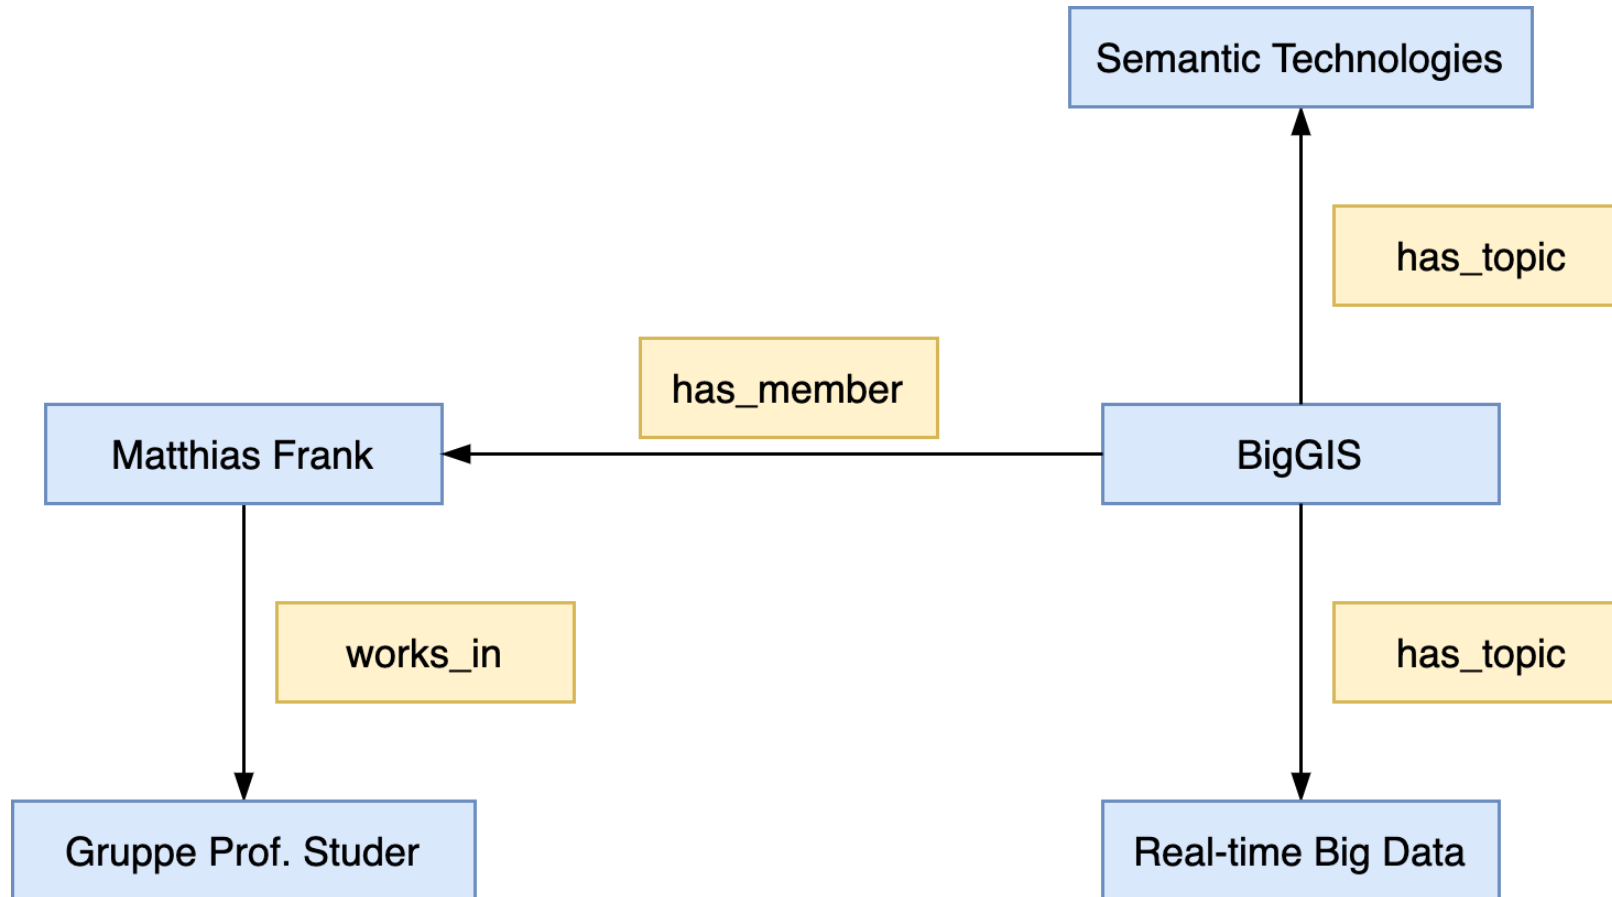 Semantic Technologies
has_topic
has_member
Matthias Frank
BigGIS
works_in
has_topic
Gruppe Prof. Studer
Real-time Big Data